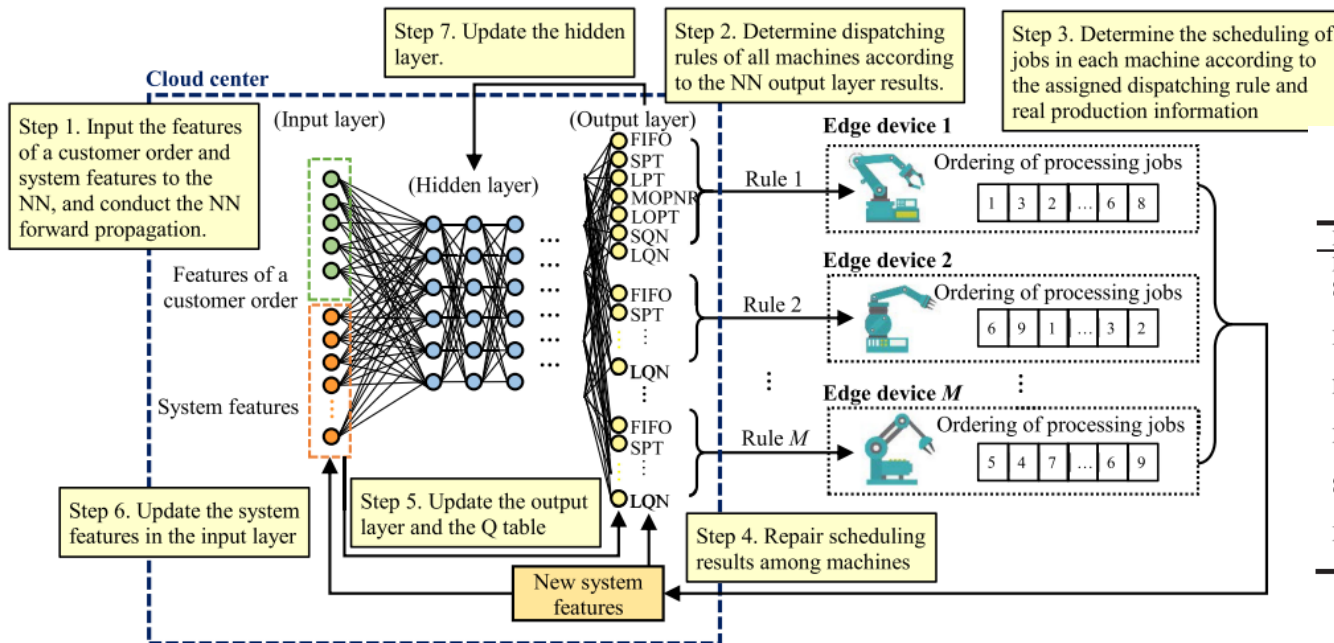 Step 7. Update the hidden
layer.
Step 2. Determine dispatching
rules of all machines according
to the NN output layer results.
Step 3. Determine the scheduling of
jobs in each machine according to
the assigned dispatching rule and
real production information
Cloud center
Step 1. Input the features
of a customer order and
system features to the
NN, and conduct the NN
forward propagation.
(Input layer)
(Hidden layer)
(Output layer)
Features of a
customer order
System features
...
...
...
...
...
...
FIFO
SPT
LPT
MOPNR
LOPT
SQN
LQN
FIFO
SPT
⋮
LQN
⋮
FIFO
SPT
⋮
LQN
Rule 1
Rule 2
⋮
Rule M
Edge device 1
Ordering of processing jobs
1 3 2 ... 6 8
Edge device 2
Ordering of processing jobs
6 9 1 ... 3 2
⋮
Edge device M
Ordering of processing jobs
5 4 7 ... 6 9
Step 6. Update the system
features in the input layer
Step 5. Update the output
layer and the Q table
Step 4. Repair scheduling
results among machines
New system
features